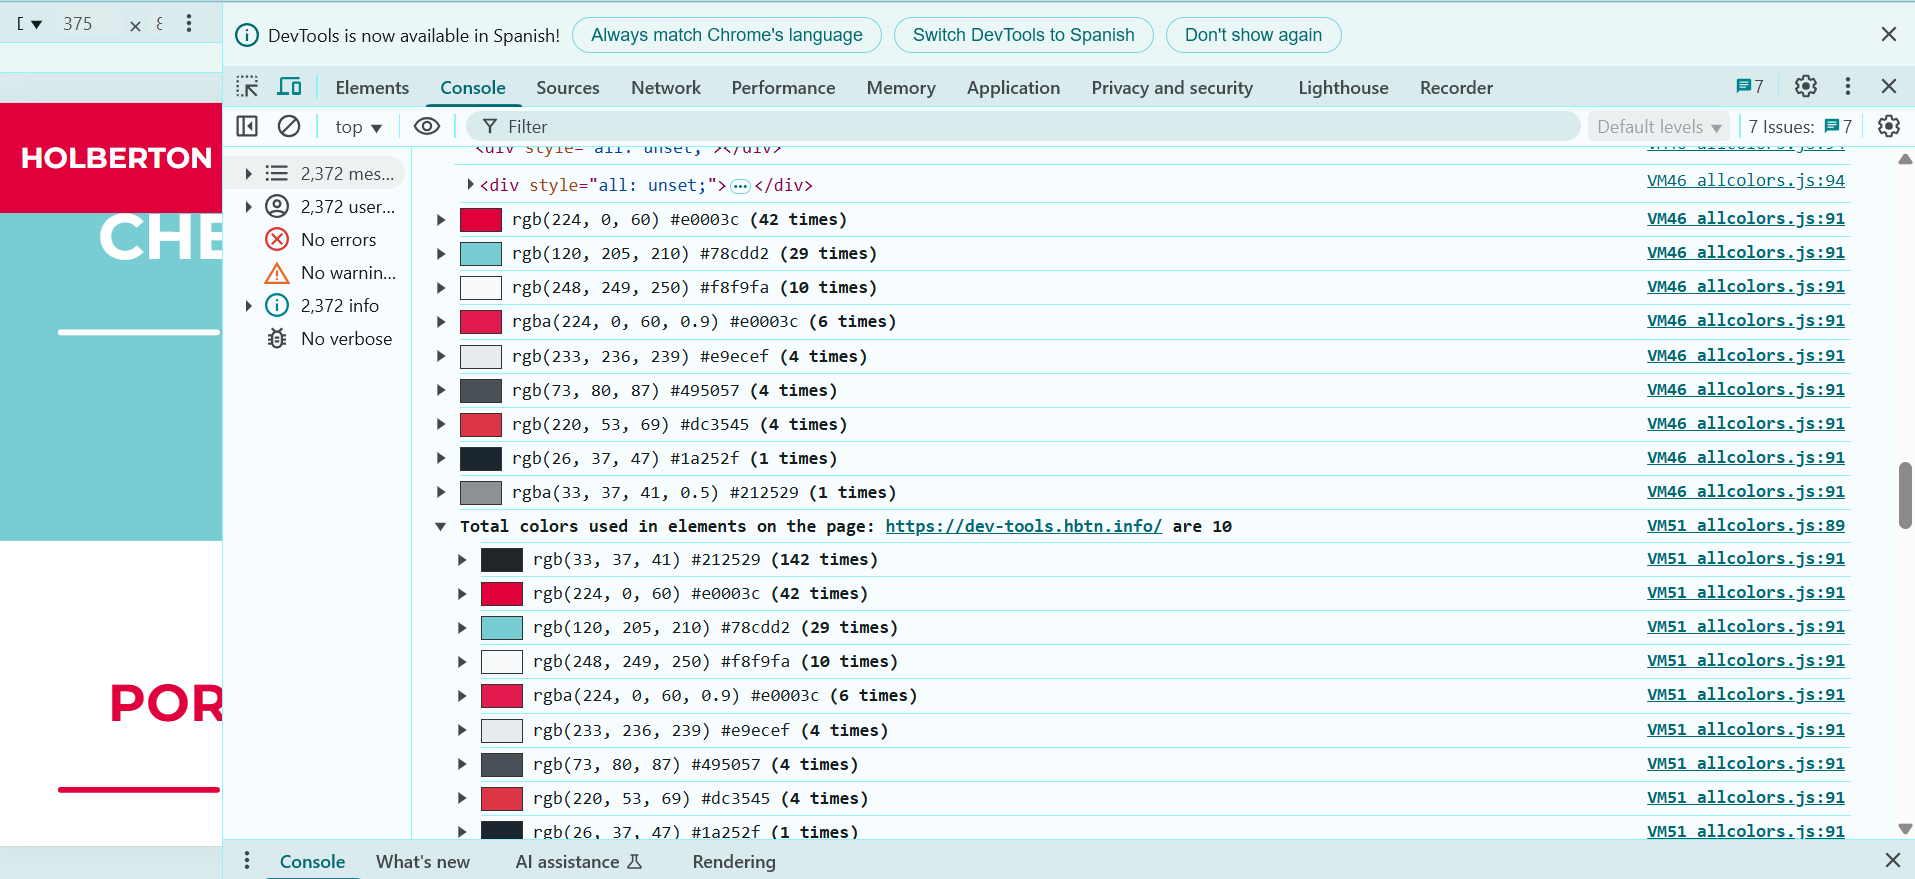 375 ×
DevTools is now available in Spanish! Always match Chrome's language Switch DevTools to Spanish Don't show again
Elements Console Sources Network Performance Memory Application Privacy and security Lighthouse Recorder 7
top Filter Default levels 7 Issues: 7
HOLBERTON
CHE
POR
2,372 mes...
2,372 user...
No errors
No warnin...
2,372 info
No verbose
<div style="all: unset;"></div>
<div style="all: unset;">…</div> VM46 allcolors.js:94
rgb(224, 0, 60) #e0003c (42 times) VM46 allcolors.js:91
rgb(120, 205, 210) #78cdd2 (29 times) VM46 allcolors.js:91
rgb(248, 249, 250) #f8f9fa (10 times) VM46 allcolors.js:91
rgba(224, 0, 60, 0.9) #e0003c (6 times) VM46 allcolors.js:91
rgb(233, 236, 239) #e9ecef (4 times) VM46 allcolors.js:91
rgb(73, 80, 87) #495057 (4 times) VM46 allcolors.js:91
rgb(220, 53, 69) #dc3545 (4 times) VM46 allcolors.js:91
rgb(26, 37, 47) #1a252f (1 times) VM46 allcolors.js:91
rgba(33, 37, 41, 0.5) #212529 (1 times) VM46 allcolors.js:91
Total colors used in elements on the page: https://dev-tools.hbtn.info/ are 10 VM51 allcolors.js:89
rgb(33, 37, 41) #212529 (142 times) VM51 allcolors.js:91
rgb(224, 0, 60) #e0003c (42 times) VM51 allcolors.js:91
rgb(120, 205, 210) #78cdd2 (29 times) VM51 allcolors.js:91
rgb(248, 249, 250) #f8f9fa (10 times) VM51 allcolors.js:91
rgba(224, 0, 60, 0.9) #e0003c (6 times) VM51 allcolors.js:91
rgb(233, 236, 239) #e9ecef (4 times) VM51 allcolors.js:91
rgb(73, 80, 87) #495057 (4 times) VM51 allcolors.js:91
rgb(220, 53, 69) #dc3545 (4 times) VM51 allcolors.js:91
rgb(26, 37, 47) #1a252f (1 times) VM51 allcolors.js:91
Console What's new AI assistance Rendering